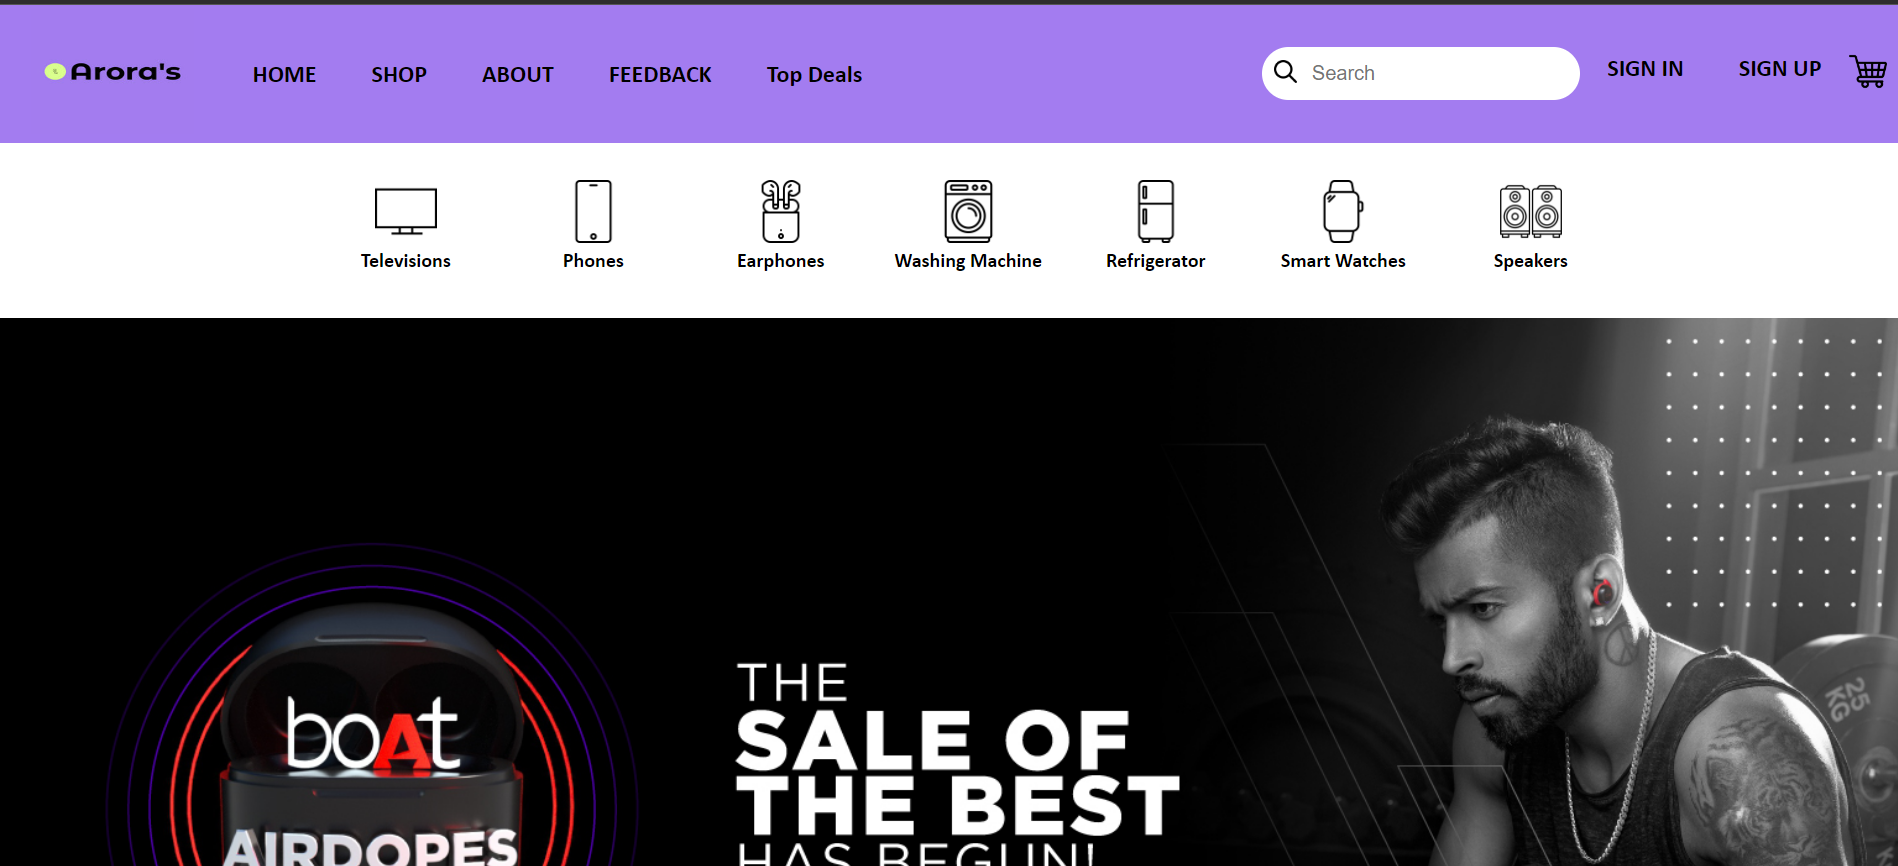 Arora's
HOME SHOP ABOUT FEEDBACK Top Deals
Search
SIGN IN SIGN UP
Televisions Phones Earphones Washing Machine Refrigerator Smart Watches Speakers
boAt
AIRDOPES
THE
SALE OF
THE BEST
HAS BEGUN!
25
KG